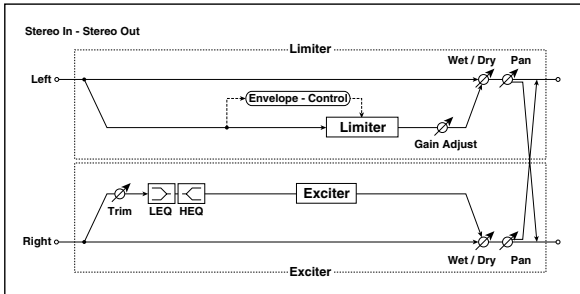 Stereo In - Stereo Out
Limiter
Wet / Dry
Pan
Left
Envelope - Control
Limiter
Gain Adjust
Trim
LEQ
HEQ
Exciter
Right
Wet / Dry
Pan
Exciter